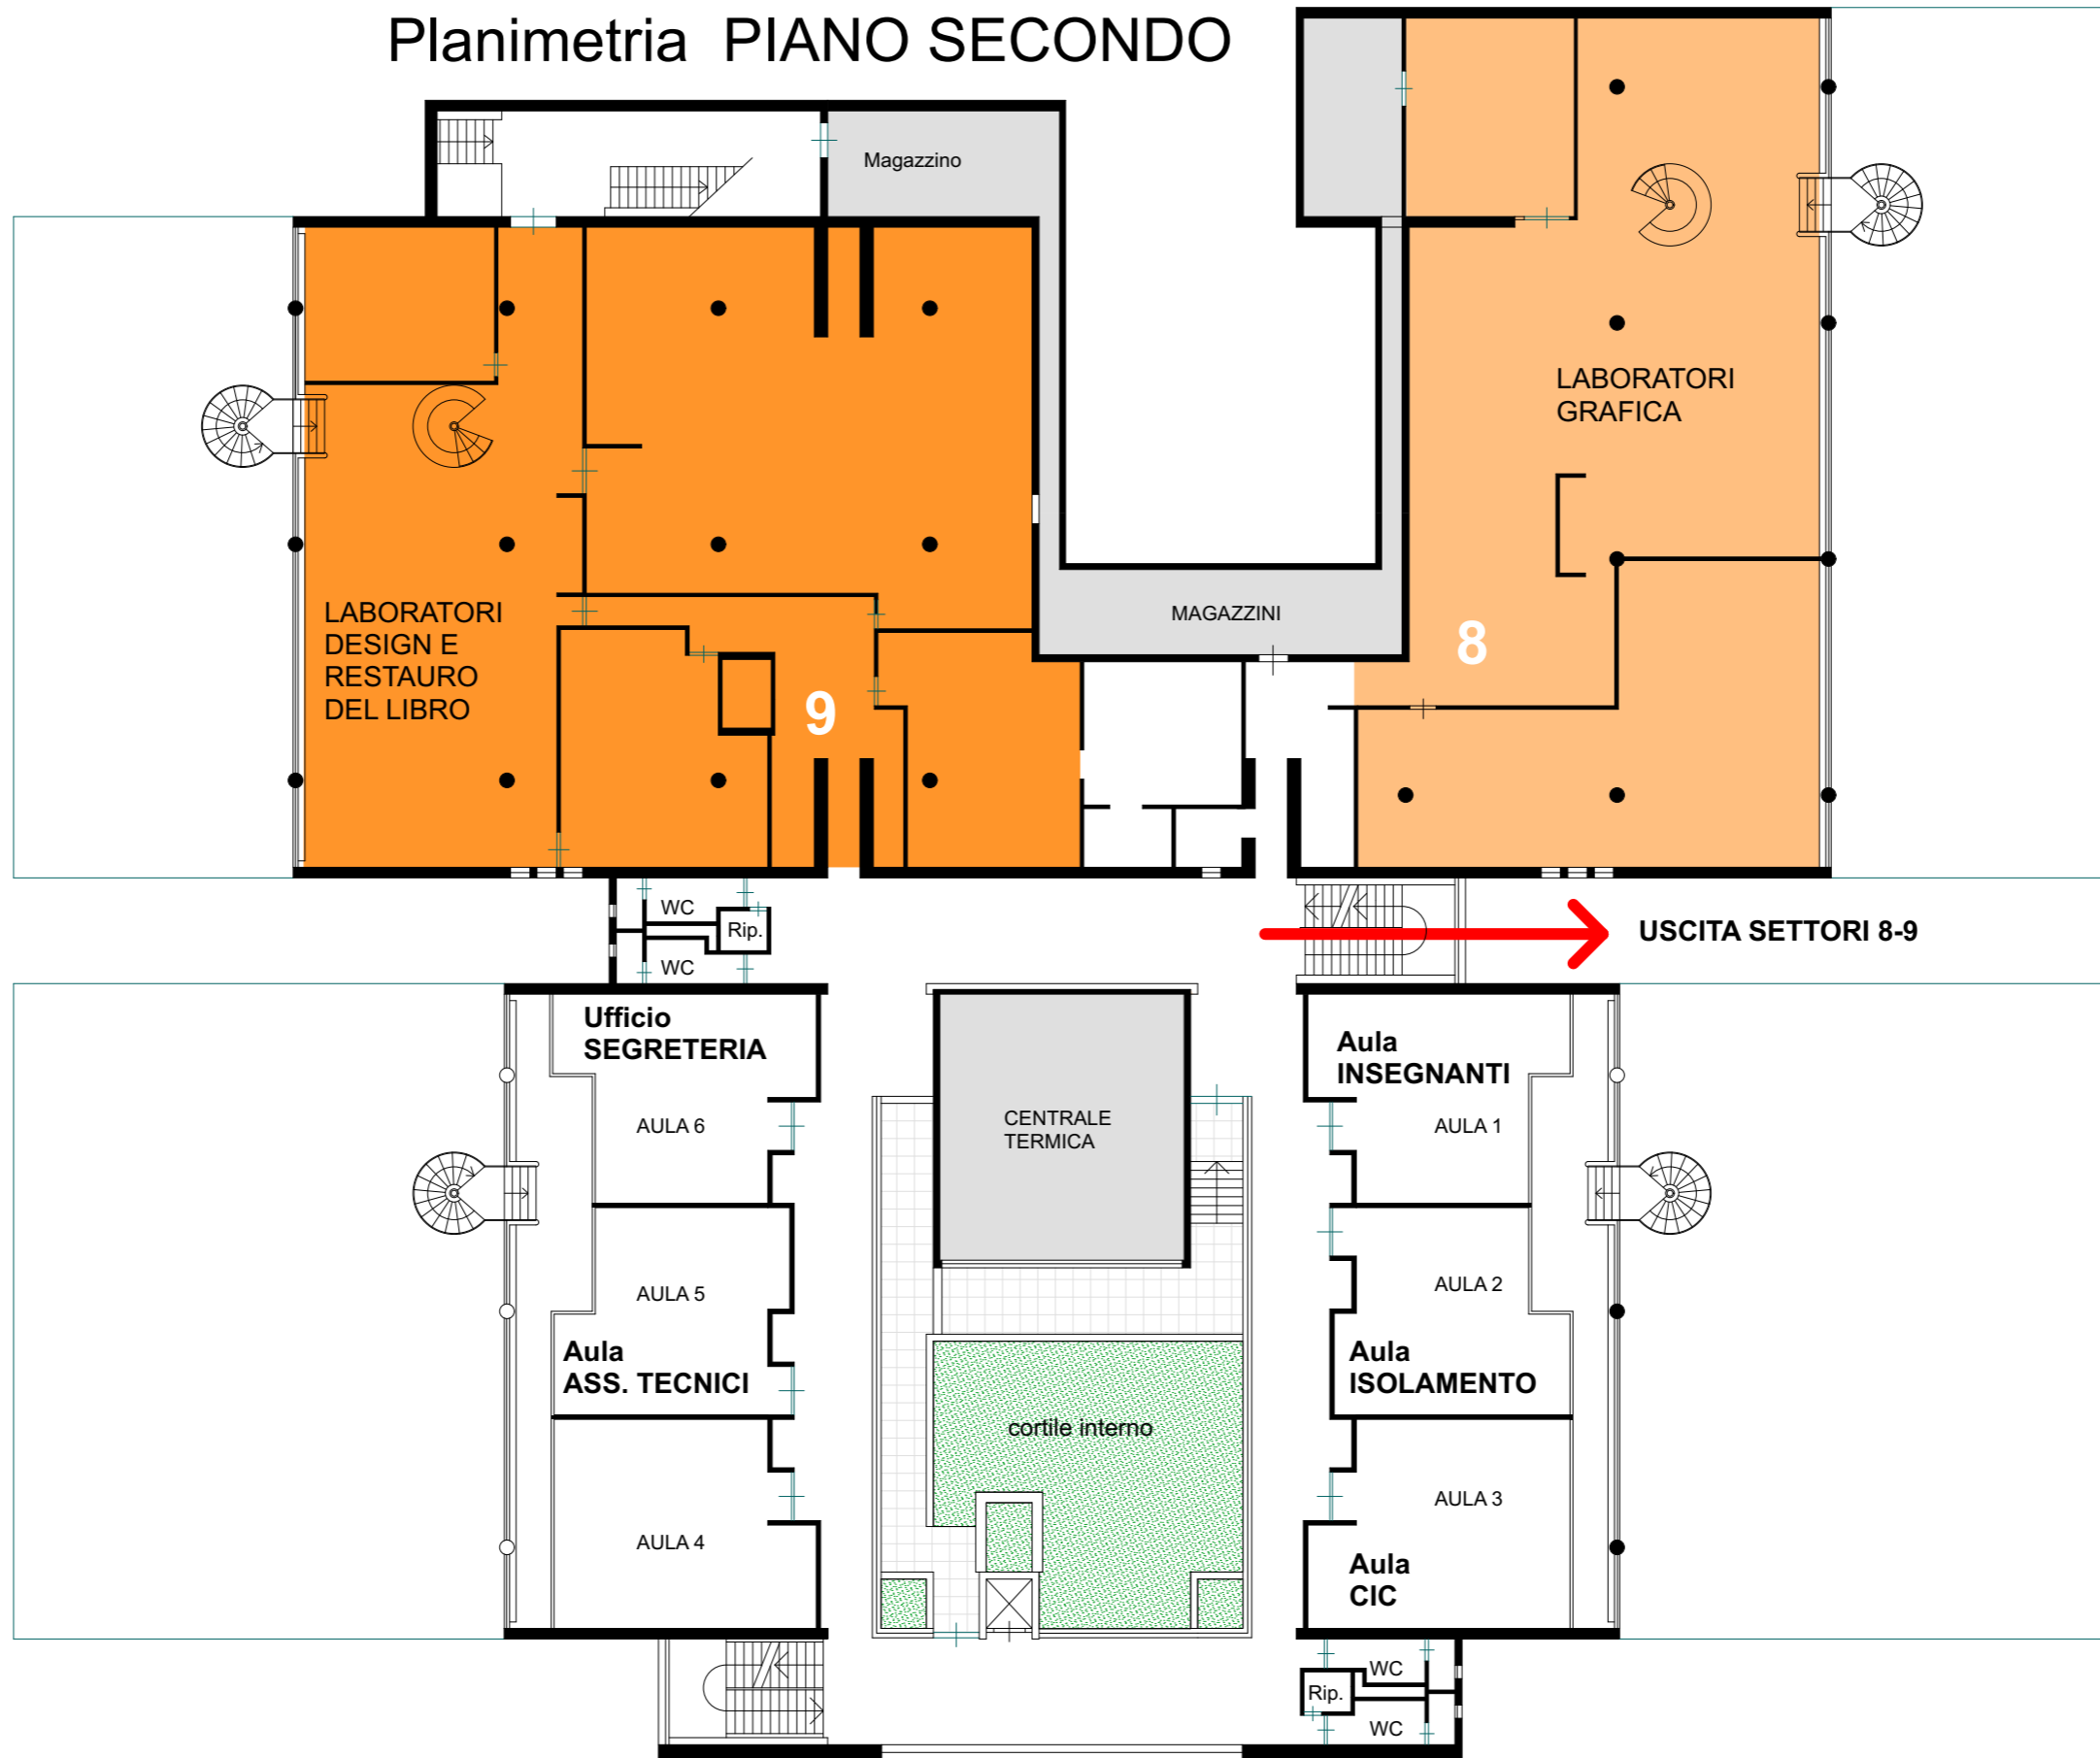 Planimetria PIANO SECONDO
Magazzino
LABORATORI
GRAFICA
LABORATORI
DESIGN E
RESTAURO
DEL LIBRO
MAGAZZINI
8
9
WC
Rip.
WC
USCITA SETTORI 8-9
Ufficio
SEGRETERIA
AULA 6
CENTRALE
TERMICA
Aula
INSEGNANTI
AULA 1
AULA 5
Aula
ASS. TECNICI
AULA 2
Aula
ISOLAMENTO
cortile interno
AULA 4
AULA 3
Aula
CIC
WC
Rip.
WC